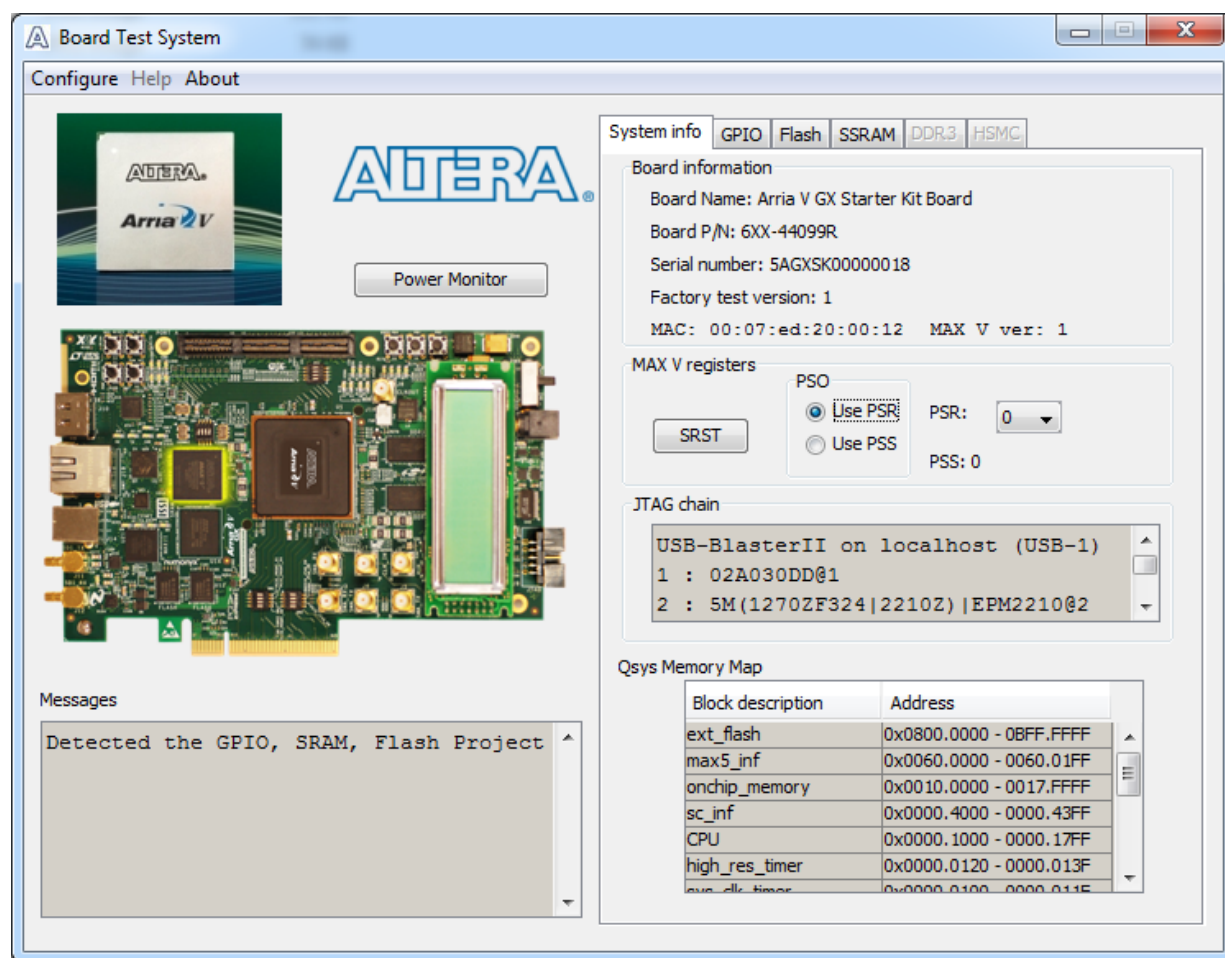 Board Test System
Configure Help About
ALTERA.
Arria V
ALTERA®
Power Monitor
Messages
Detected the GPIO, SRAM, Flash Project
System info GPIO Flash SSRAM DDR3 HSMC
Board information
Board Name: Arria V GX Starter Kit Board
Board P/N: 6XX-44099R
Serial number: 5AGXSK00000018
Factory test version: 1
MAC: 00:07:ed:20:00:12 MAX V ver: 1
MAX V registers
SRST
PSO
Use PSR
Use PSS
PSR: 0
PSS: 0
JTAG chain
USB-BlasterII on localhost (USB-1)
1 : 02A030DD@1
2 : 5M(1270ZF324|2210Z)|EPM2210@2
Qsys Memory Map
Block description Address
ext_flash 0x0800.0000 - 0BFF.FFFF
max5_inf 0x0060.0000 - 0060.01FF
onchip_memory 0x0010.0000 - 0017.FFFF
sc_inf 0x0000.4000 - 0000.43FF
CPU 0x0000.1000 - 0000.17FF
high_res_timer 0x0000.0120 - 0000.013F
sys_clk_timer 0x0000.0100 - 0000.011F